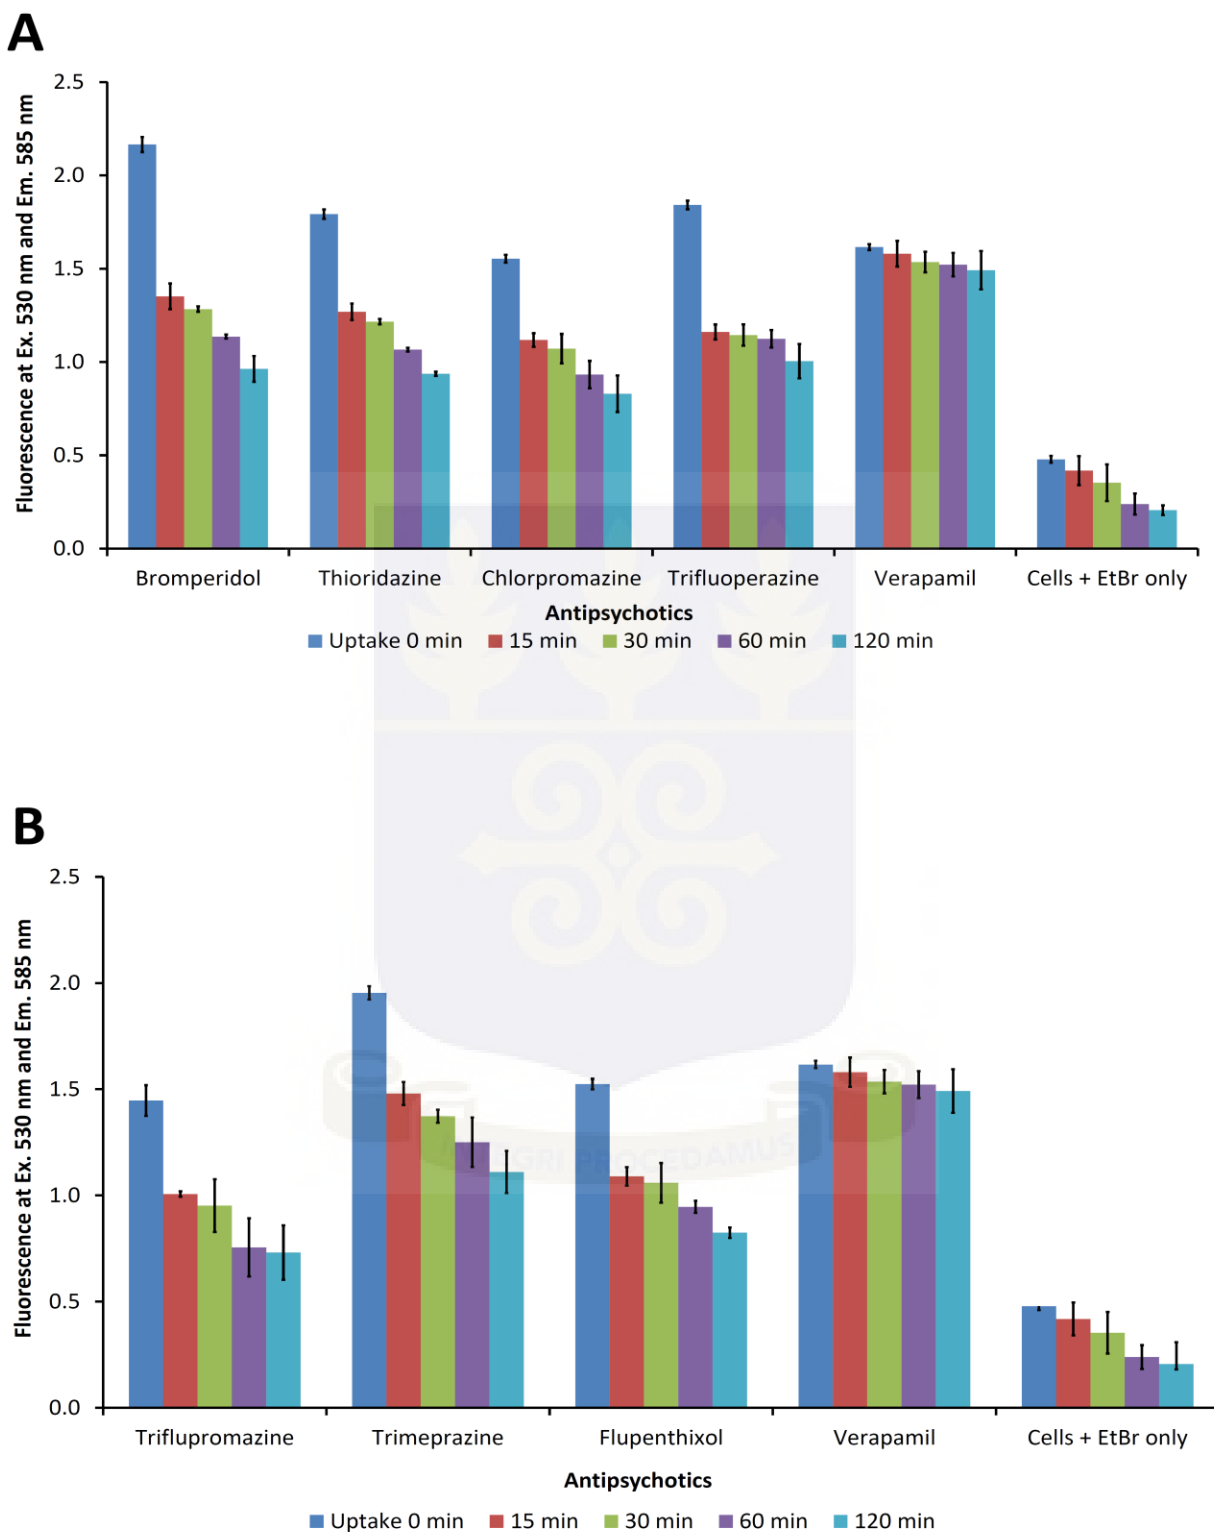 A
Fluorescence at Ex. 530 nm and Em. 585 nm
2.5
2.0
1.5
1.0
0.5
0.0
Bromperidol Thioridazine Chlorpromazine Trifluoperazine Verapamil Cells + EtBr only
Antipsychotics
Uptake 0 min 15 min 30 min 60 min 120 min
B
Fluorescence at Ex. 530 nm and Em. 585 nm
2.5
2.0
1.5
1.0
0.5
0.0
INTEGRI PROCEDAMUS
Triflupromazine Trimeprazine Flupenthixol Verapamil Cells + EtBr only
Antipsychotics
Uptake 0 min 15 min 30 min 60 min 120 min